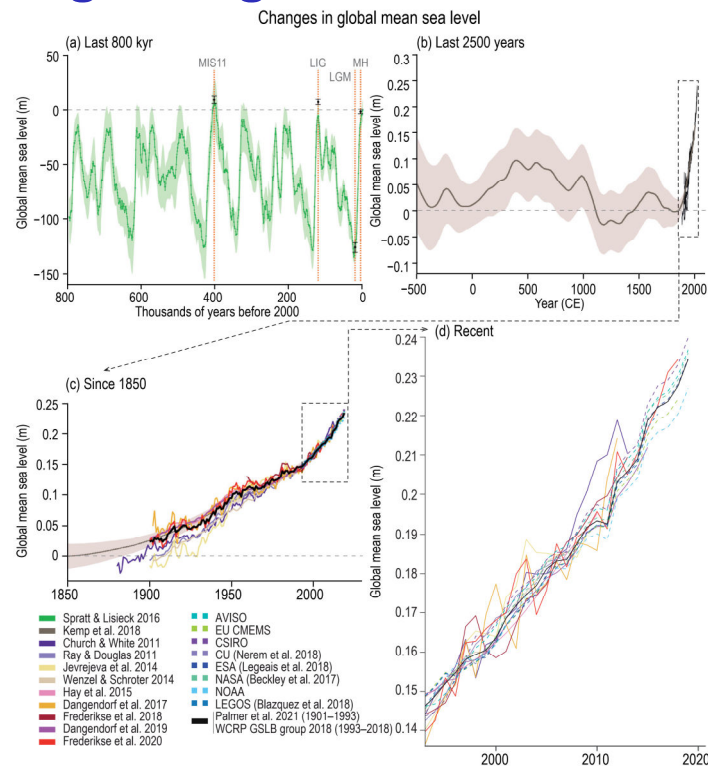 Changes in global mean sea level
(a) Last 800 kyr
MIS11
LIG
MH
LGM
Global mean sea level (m)
50
0
−50
−100
−150
800
600
400
200
0
Thousands of years before 2000
(b) Last 2500 years
Global mean sea level (m)
0.3
0.25
0.2
0.15
0.1
0.05
0
−0.05
−0.1
−500
0
500
1000
1500
2000
Year (CE)
(c) Since 1850
Global mean sea level (m)
0.25
0.2
0.15
0.1
0.05
0
1850
1900
1950
2000
(d) Recent
Global mean sea level (m)
0.24
0.23
0.22
0.21
0.2
0.19
0.18
0.17
0.16
0.15
0.14
2000
2010
2020
Spratt & Lisieck 2016
Kemp et al. 2018
Church & White 2011
Ray & Douglas 2011
Jevrejeva et al. 2014
Wenzel & Schroter 2014
Hay et al. 2015
Dangendorf et al. 2017
Frederikse et al. 2018
Dangendorf et al. 2019
Frederikse et al. 2020
AVISO
EU CMEMS
CSIRO
CU (Nerem et al. 2018)
ESA (Legeais et al. 2018)
NASA (Beckley et al. 2017)
NOAA
LEGOS (Blazquez et al. 2018)
Palmer et al. 2021 (1901–1993)
WCRP GSLB group 2018 (1993–2018)